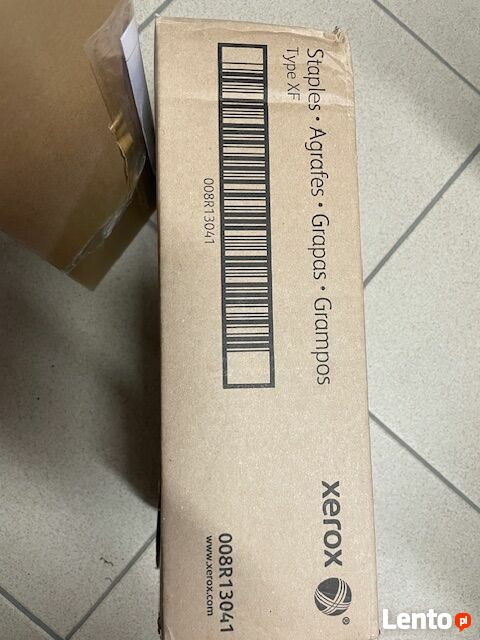 Staples • Agrafes • Grapas • Grampos
Type XF
008R13041
xerox ®
008R13041
www.xerox.com
Lento pl